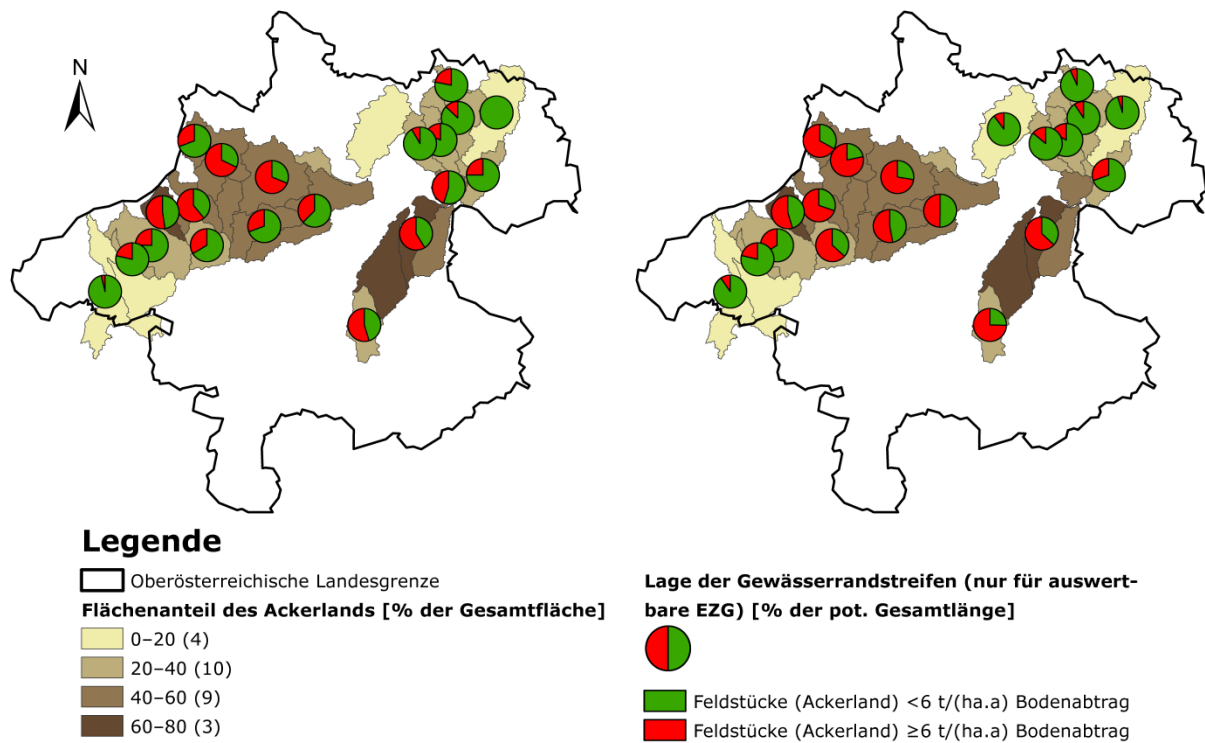 N
Legende
Oberösterreichische Landesgrenze
Flächenanteil des Ackerlands [% der Gesamtfläche]
0–20 (4)
20–40 (10)
40–60 (9)
60–80 (3)
Lage der Gewässerrandstreifen (nur für auswert-
bare EZG) [% der pot. Gesamtlänge]
Feldstücke (Ackerland) <6 t/(ha.a) Bodenabtrag
Feldstücke (Ackerland) ≥6 t/(ha.a) Bodenabtrag